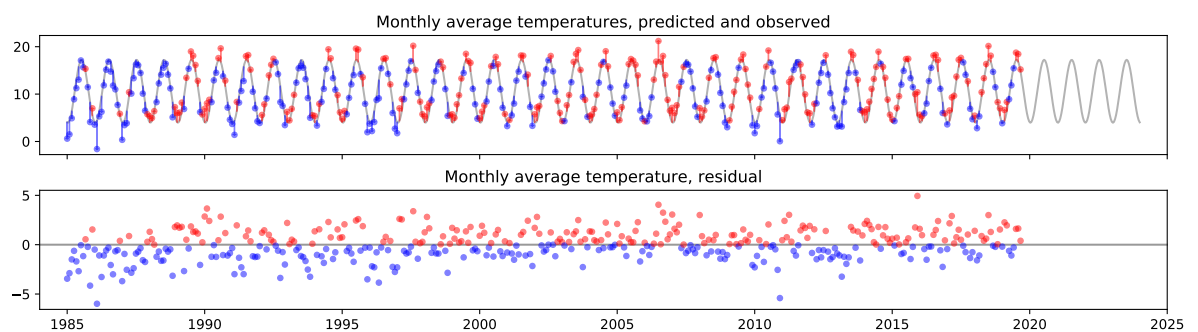 Monthly average temperatures, predicted and observed
20
10
0
Monthly average temperature, residual
5
0
−5
1985 1990 1995 2000 2005 2010 2015 2020 2025